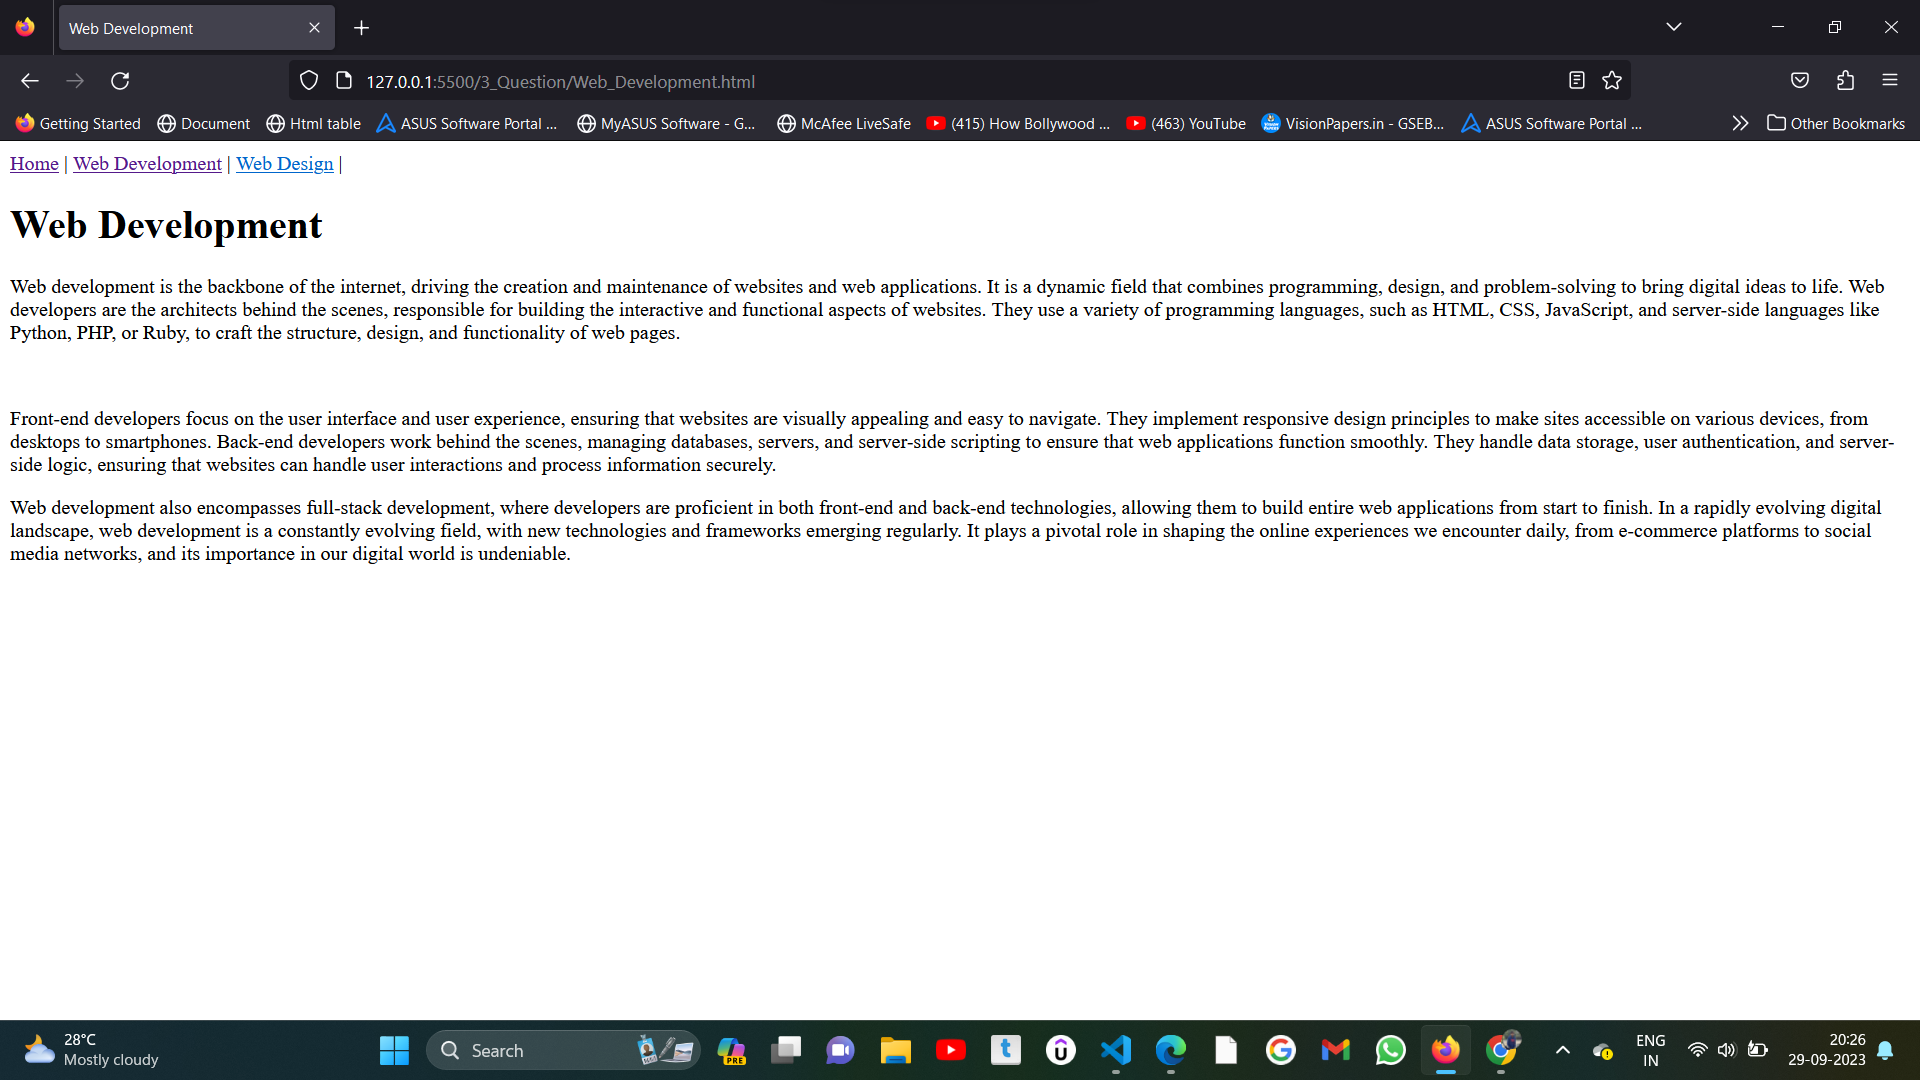 Web Development
127.0.0.1:5500/3_Question/Web_Development.html
Getting Started Document Html table ASUS Software Portal ... MyASUS Software - G... McAfee LiveSafe (415) How Bollywood ... (463) YouTube VisionPapers.in - GSEB... ASUS Software Portal ... Other Bookmarks
Home | Web Development | Web Design |
Web Development
Web development is the backbone of the internet, driving the creation and maintenance of websites and web applications. It is a dynamic field that combines programming, design, and problem-solving to bring digital ideas to life. Web
developers are the architects behind the scenes, responsible for building the interactive and functional aspects of websites. They use a variety of programming languages, such as HTML, CSS, JavaScript, and server-side languages like
Python, PHP, or Ruby, to craft the structure, design, and functionality of web pages.
Front-end developers focus on the user interface and user experience, ensuring that websites are visually appealing and easy to navigate. They implement responsive design principles to make sites accessible on various devices, from
desktops to smartphones. Back-end developers work behind the scenes, managing databases, servers, and server-side scripting to ensure that web applications function smoothly. They handle data storage, user authentication, and server-
side logic, ensuring that websites can handle user interactions and process information securely.
Web development also encompasses full-stack development, where developers are proficient in both front-end and back-end technologies, allowing them to build entire web applications from start to finish. In a rapidly evolving digital
landscape, web development is a constantly evolving field, with new technologies and frameworks emerging regularly. It plays a pivotal role in shaping the online experiences we encounter daily, from e-commerce platforms to social
media networks, and its importance in our digital world is undeniable.
28°C
Mostly cloudy
Search
PRE
ENG
IN
20:26
29-09-2023